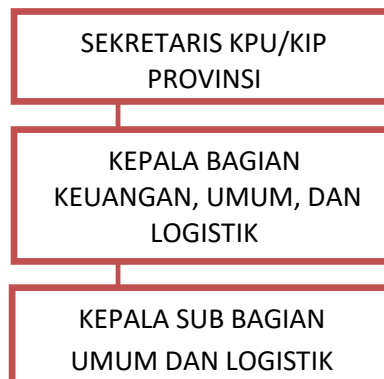 SEKRETARIS KPU/KIP
PROVINSI
KEPALA BAGIAN
KEUANGAN, UMUM, DAN
LOGISTIK
KEPALA SUB BAGIAN
UMUM DAN LOGISTIK